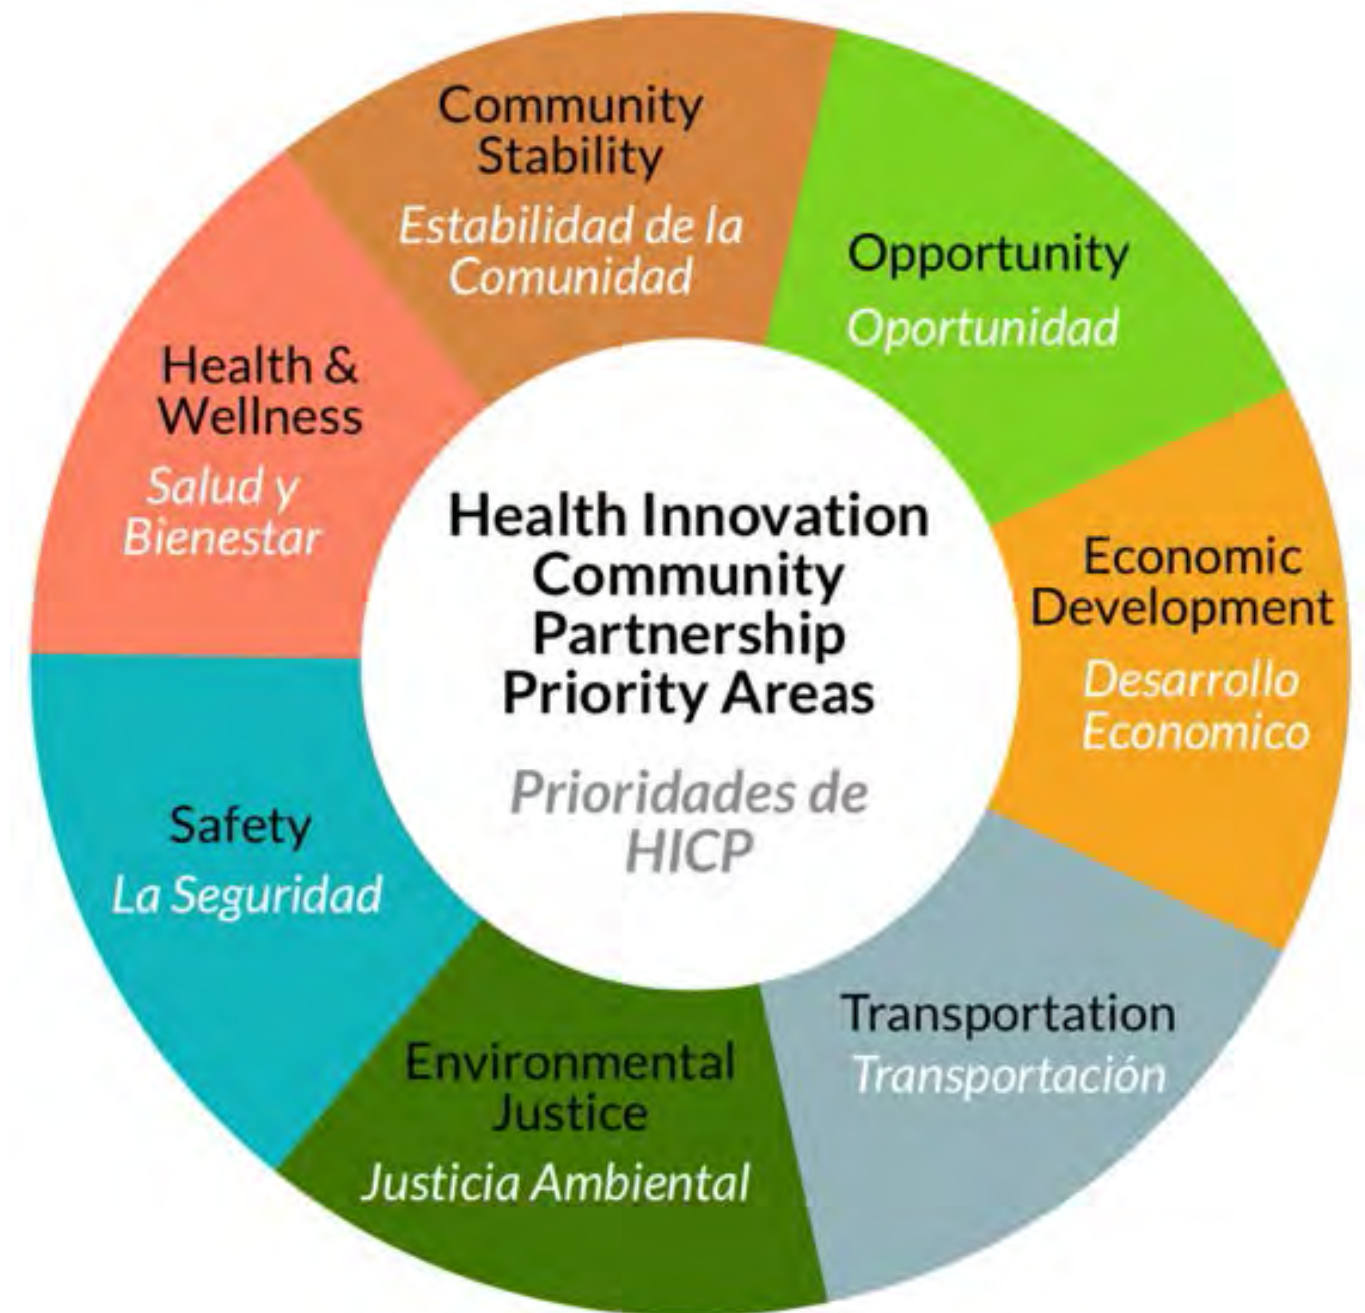 Community
Stability
Estabilidad de la
Comunidad
Opportunity
Oportunidad
Health &
Wellness
Salud y
Bienestar
Health Innovation
Community
Partnership
Priority Areas
Prioridades de
HICP
Economic
Development
Desarrollo
Economico
Safety
La Seguridad
Transportation
Transportación
Environmental
Justice
Justicia Ambiental